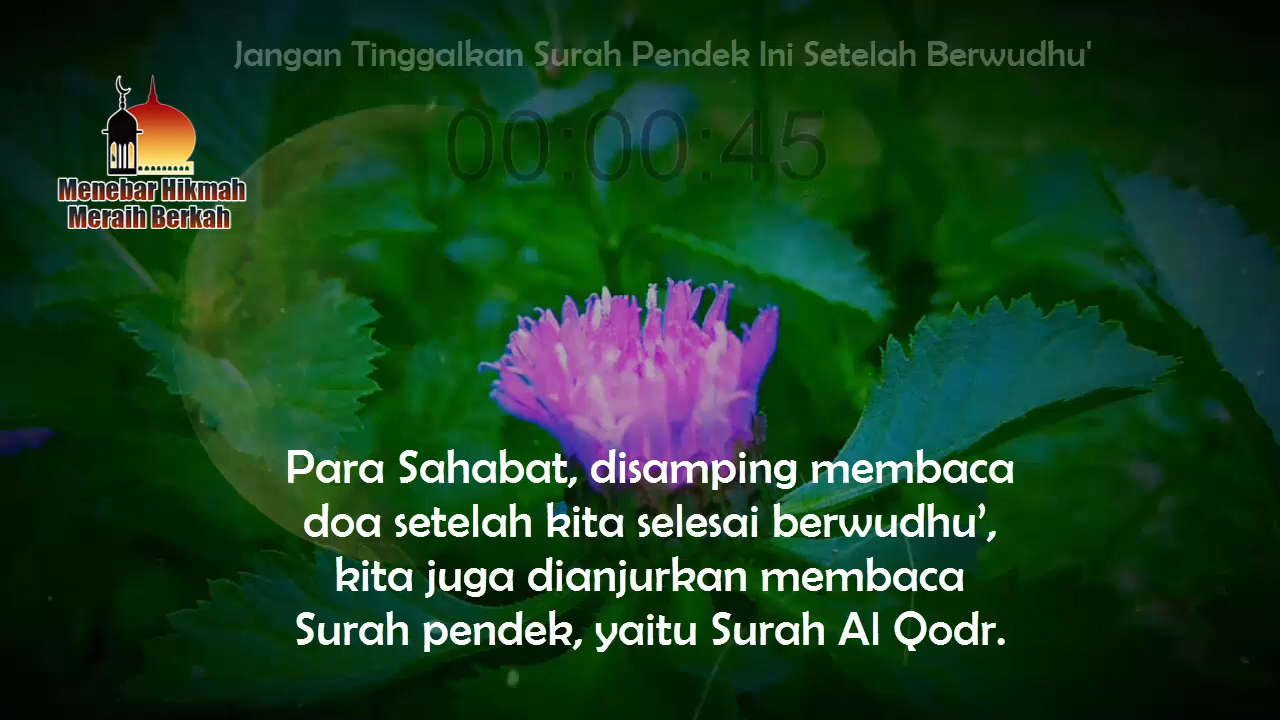 Jangan Tinggalkan Surah Pendek Ini Setelah Berwudhu'
00:00:45
Menebar Hikmah
Meraih Berkah
Para Sahabat, disamping membaca
doa setelah kita selesai berwudhu’,
kita juga dianjurkan membaca
Surah pendek, yaitu Surah Al Qodr.